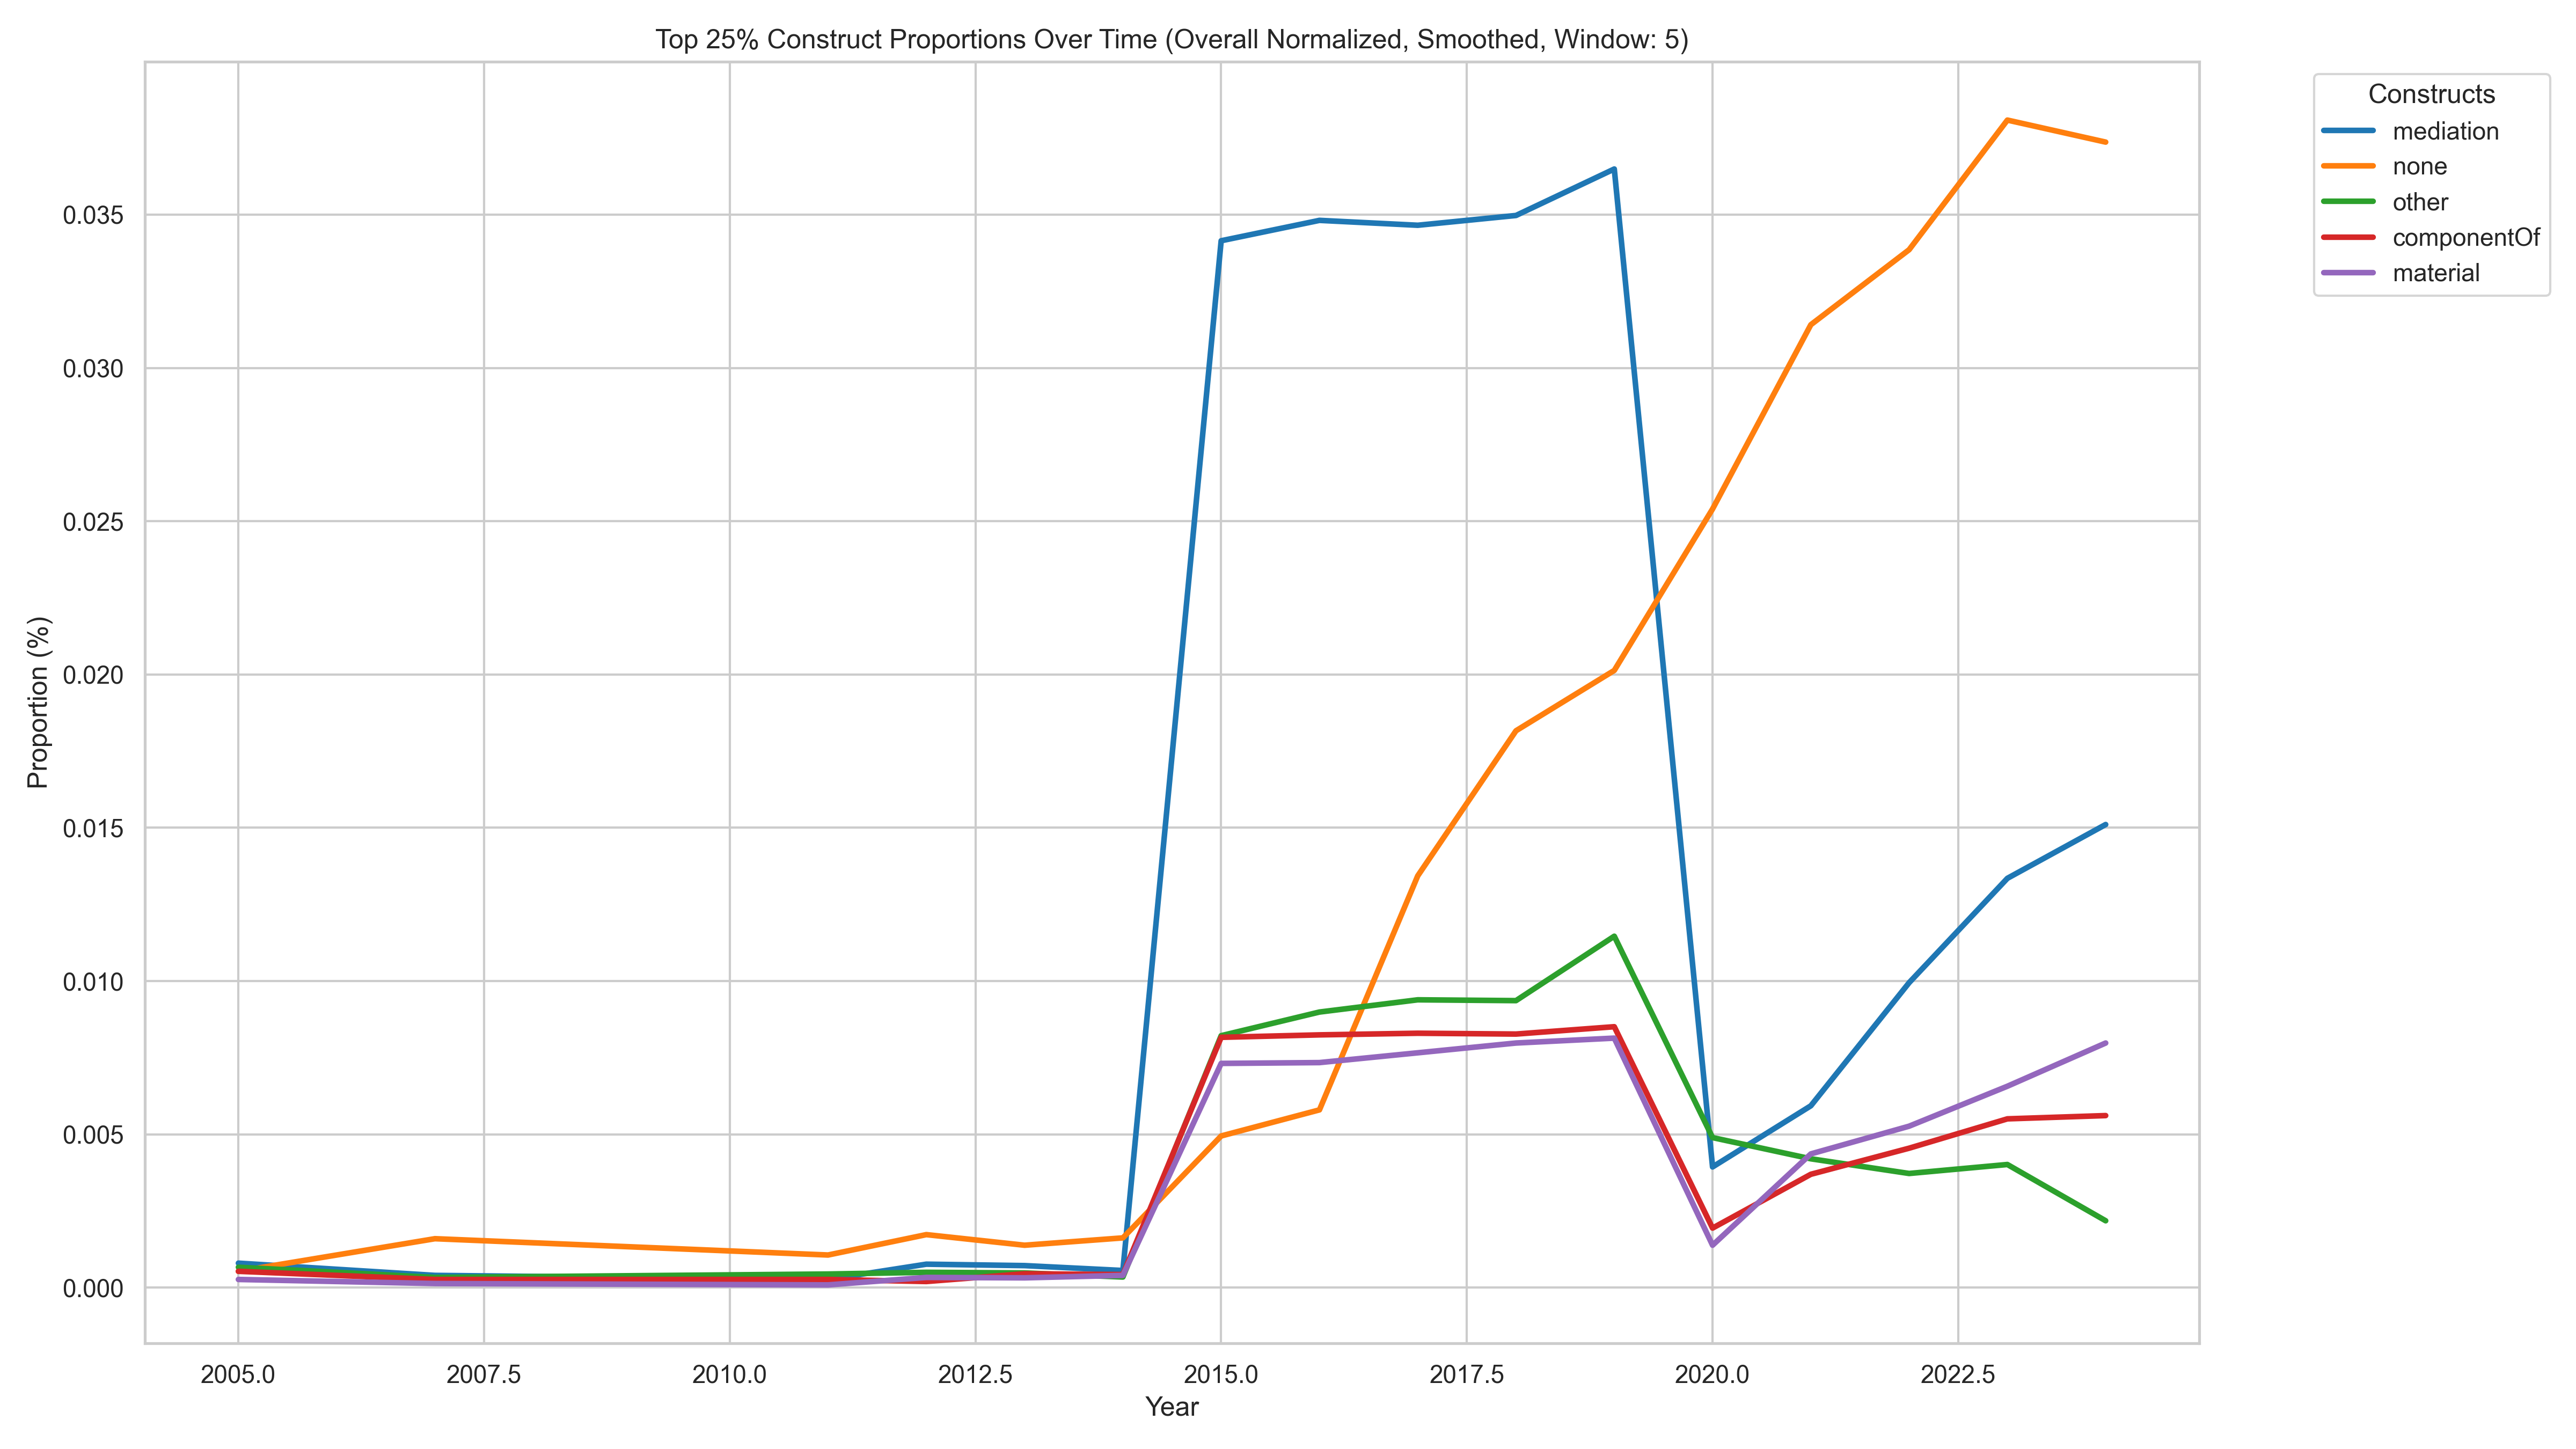 Top 25% Construct Proportions Over Time (Overall Normalized, Smoothed, Window: 5)
Constructs
mediation
none
other
componentOf
material
Proportion (%)
0.035
0.030
0.025
0.020
0.015
0.010
0.005
0.000
2005.0 2007.5 2010.0 2012.5 2015.0 2017.5 2020.0 2022.5
Year